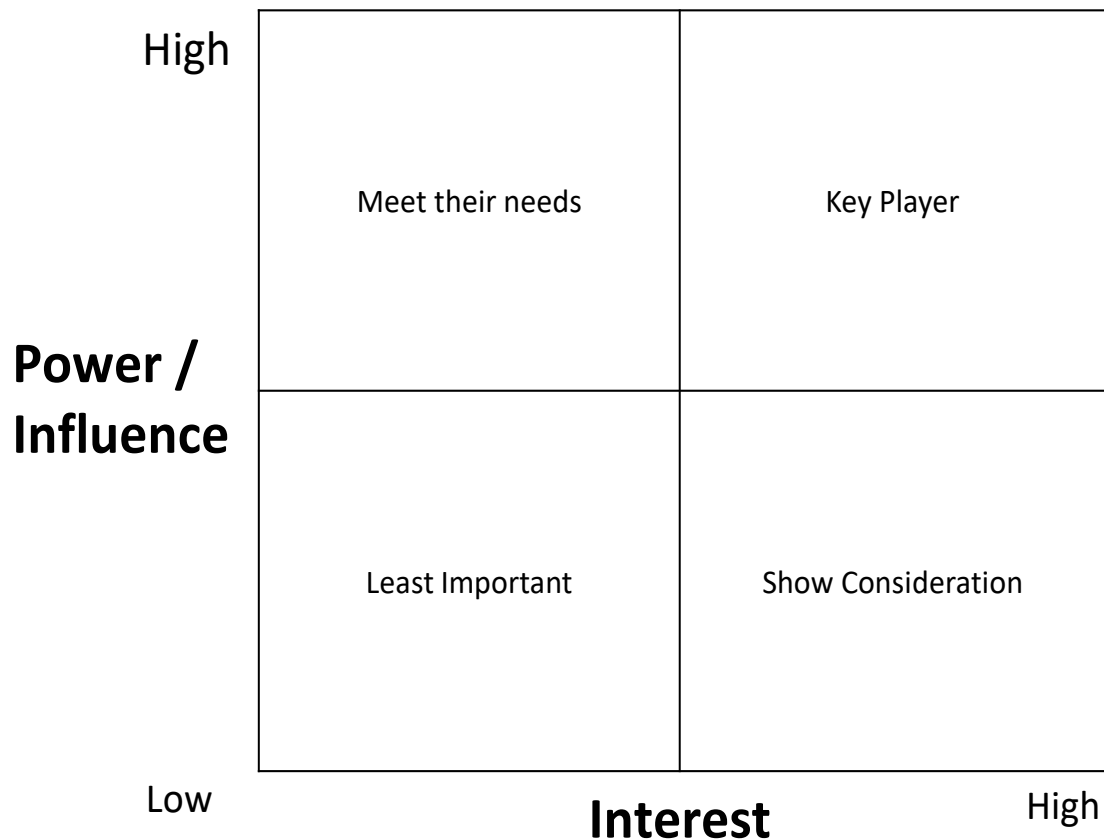 High
Meet their needs
Key Player
Power /
Influence
Least Important
Show Consideration
Low
Interest
High